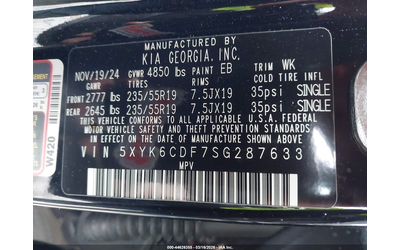 MANUFACTURED BY
KIA GEORGIA, INC.
NOV/19/24 GVWR 4850 lbs PAINT EB TRIM WK
GAWR TIRES RIMS COLD TIRE INFL
FRONT 2777 lbs 235/55R19 7.5JX19 35psi SINGLE
REAR 2645 lbs 235/55R19 7.5JX19 35psi SINGLE
THIS VEHICLE CONFORMS TO ALL APPLICABLE U.S.A.
FEDERAL MOTOR VEHICLE SAFETY, BUMPER, AND THEFT
PREVENTION STANDARDS IN EFFECT ON THE DATE OF
MANUFACTURE SHOWN ABOVE.
VIN 5XYK6CDF7SG287633
MPV
W420